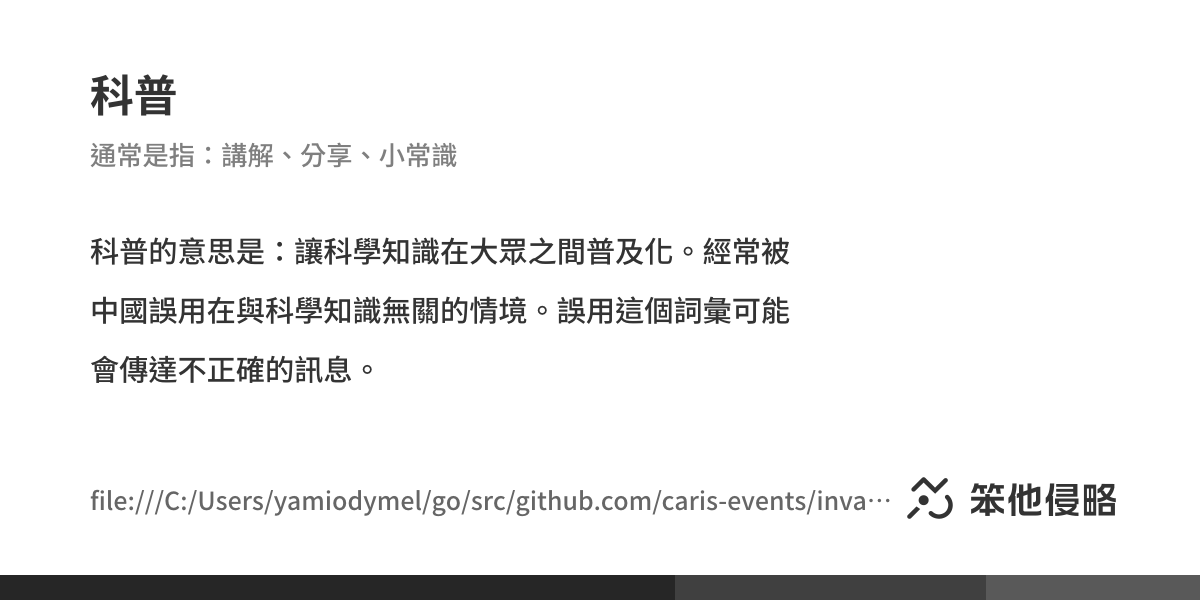 科普
通常是指：講解、分享、小常識
科普的意思是：讓科學知識在大眾之間普及化。經常被
中國誤用在與科學知識無關的情境。誤用這個詞彙可能
會傳達不正確的訊息。
file:///C:/Users/yamiodymel/go/src/github.com/caris-events/inva…
笨他侵略